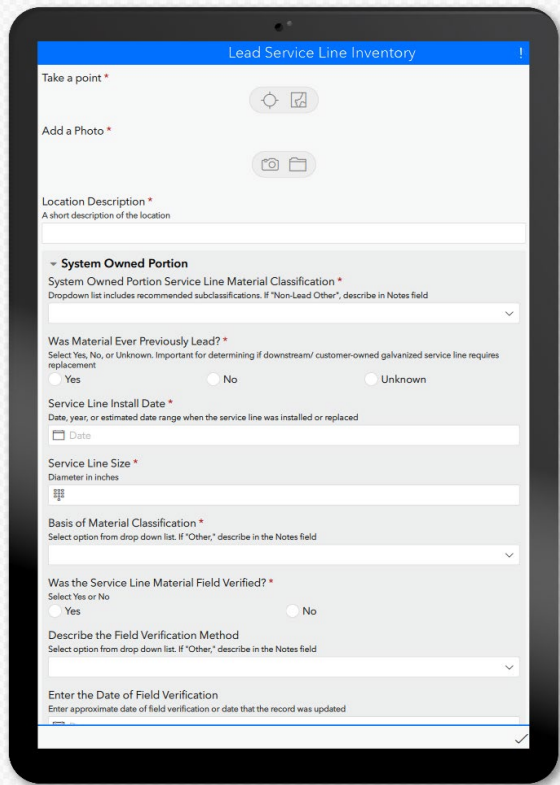 Lead Service Line Inventory !
Take a point *
Add a Photo *
Location Description *
A short description of the location
System Owned Portion
System Owned Portion Service Line Material Classification *
Dropdown list includes recommended subclassifications. If "Non-Lead Other", describe in Notes field
Was Material Ever Previously Lead? *
Select Yes, No, or Unknown. Important for determining if downstream/ customer-owned galvanized service line requires
replacement
Yes No Unknown
Service Line Install Date *
Date, year, or estimated date range when the service line was installed or replaced
Date
Service Line Size *
Diameter in inches
Basis of Material Classification *
Select option from drop down list. If "Other," describe in the Notes field
Was the Service Line Material Field Verified? *
Select Yes or No
Yes No
Describe the Field Verification Method
Select option from drop down list. If "Other," describe in the Notes field
Enter the Date of Field Verification
Enter approximate date of field verification or date that the record was updated